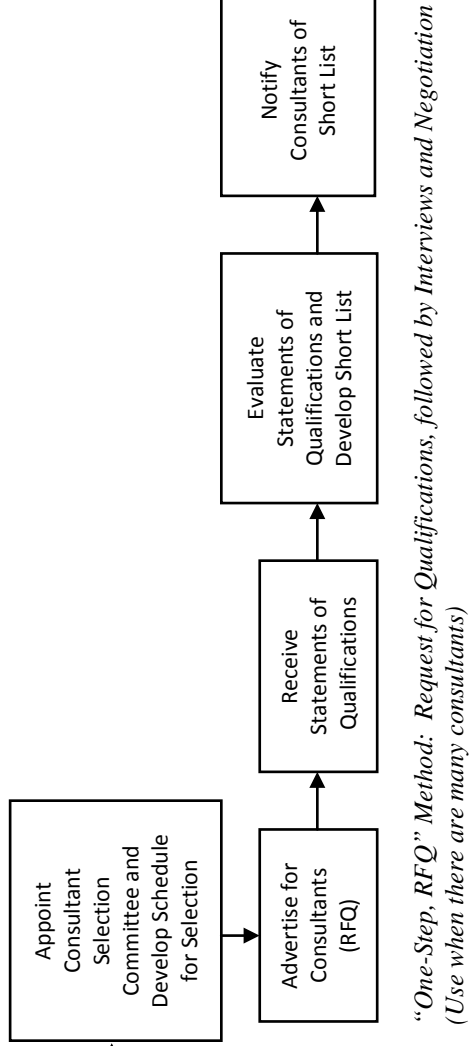 Appoint
Consultant
Selection
Committee and
Develop Schedule
for Selection
Advertise for
Consultants
(RFQ)
Receive
Statements of
Qualifications
Evaluate
Statements of
Qualifications and
Develop Short List
Notify
Consultants of
Short List
“One-Step, RFQ” Method: Request for Qualifications, followed by Interviews and Negotiation
(Use when there are many consultants)